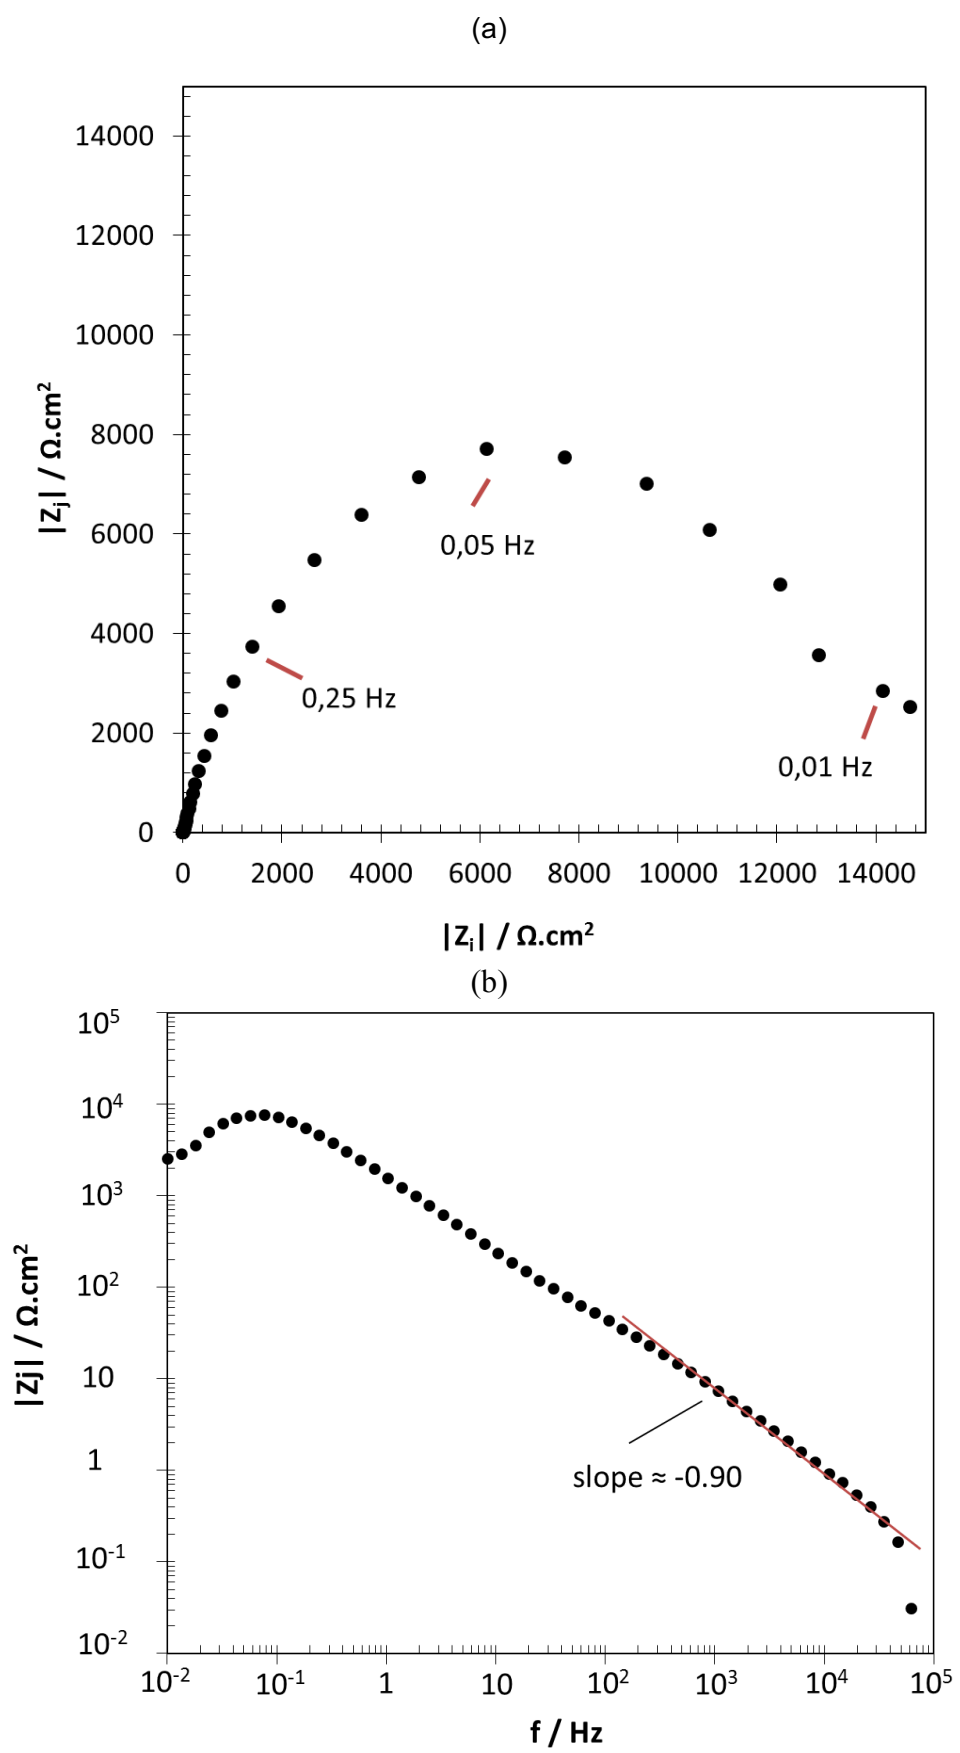 (a)
14000
12000
10000
8000
6000
4000
2000
0
|Zⱼ| / Ω.cm²
0,05 Hz
0,25 Hz
0,01 Hz
0 2000 4000 6000 8000 10000 12000 14000
|Zᵢ| / Ω.cm²
(b)
10⁵
10⁴
10³
10²
10
1
10⁻¹
10⁻²
|Zj| / Ω.cm²
slope ≈ -0.90
10⁻² 10⁻¹ 1 10 10² 10³ 10⁴ 10⁵
f / Hz